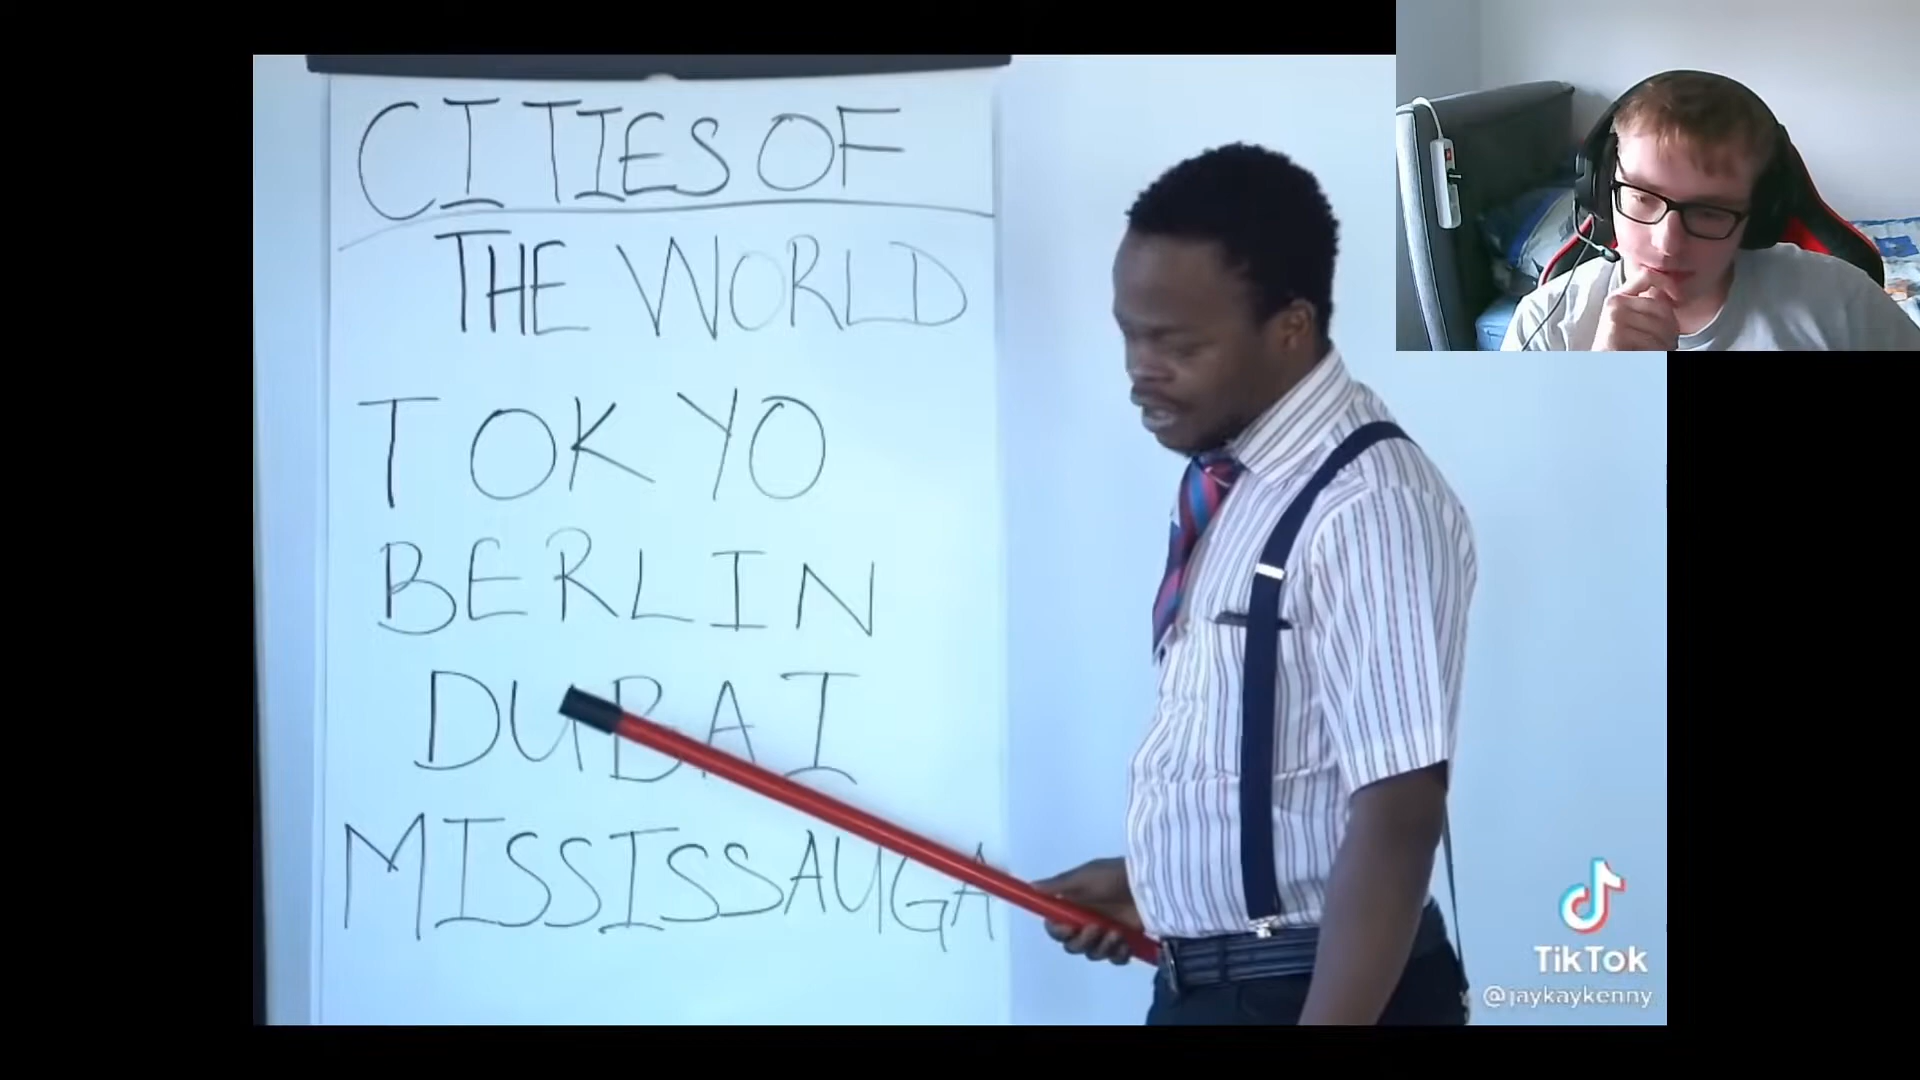 CITIES OF
THE WORLD
TOKYO
BERLIN
DUBAI
MISSISSAUGA
TikTok
@jaykaykenny